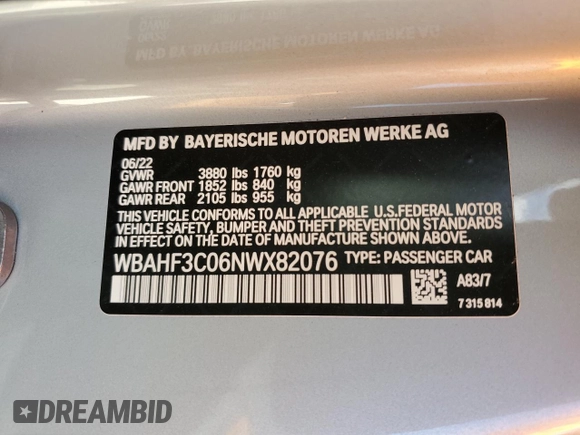 MFD BY BAYERISCHE MOTOREN WERKE AG
06/22
GVWR 3880 lbs 1760 kg
GAWR FRONT 1852 lbs 840 kg
GAWR REAR 2105 lbs 955 kg
THIS VEHICLE CONFORMS TO ALL APPLICABLE U.S. FEDERAL MOTOR
VEHICLE SAFETY, BUMPER AND THEFT PREVENTION STANDARDS
IN EFFECT ON THE DATE OF MANUFACTURE SHOWN ABOVE.
WBAHF3C06NWX82076 TYPE: PASSENGER CAR
A83/7
7 315 814
DREAMBID